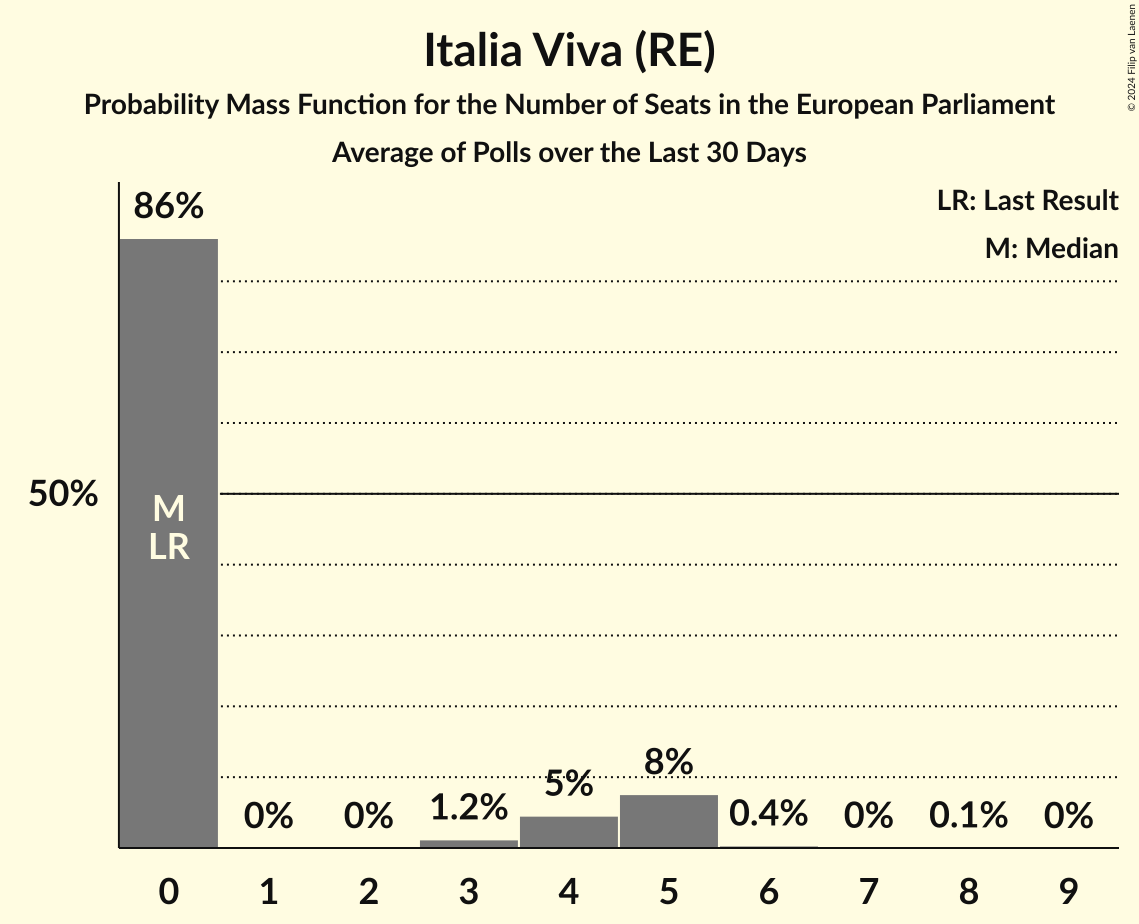 Italia Viva (RE)
Probability Mass Function for the Number of Seats in the European Parliament
Average of Polls over the Last 30 Days
© 2024 Filip van Laenen
LR: Last Result
M: Median
86%
50%
M
LR
0% 0% 1.2% 5% 8% 0.4% 0% 0.1% 0%
0 1 2 3 4 5 6 7 8 9